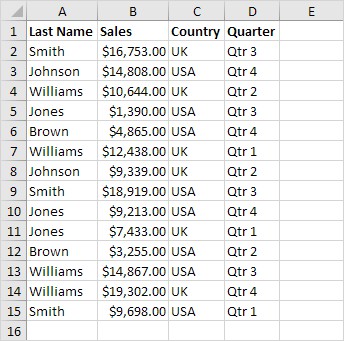 A B C D E
1 Last Name Sales Country Quarter
2 Smith $16,753.00 UK Qtr 3
3 Johnson $14,808.00 USA Qtr 4
4 Williams $10,644.00 UK Qtr 2
5 Jones $1,390.00 USA Qtr 3
6 Brown $4,865.00 USA Qtr 4
7 Williams $12,438.00 UK Qtr 1
8 Johnson $9,339.00 UK Qtr 2
9 Smith $18,919.00 USA Qtr 3
10 Jones $9,213.00 USA Qtr 4
11 Jones $7,433.00 UK Qtr 1
12 Brown $3,255.00 USA Qtr 2
13 Williams $14,867.00 USA Qtr 3
14 Williams $19,302.00 UK Qtr 4
15 Smith $9,698.00 USA Qtr 1
16